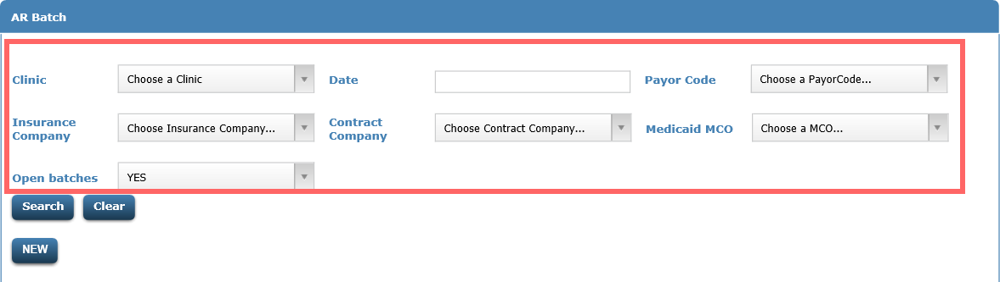 AR Batch
Clinic Choose a Clinic Date Payor Code Choose a PayorCode...
Insurance Company Choose Insurance Company... Contract Company Choose Contract Company... Medicaid MCO Choose a MCO...
Open batches YES
Search Clear
NEW